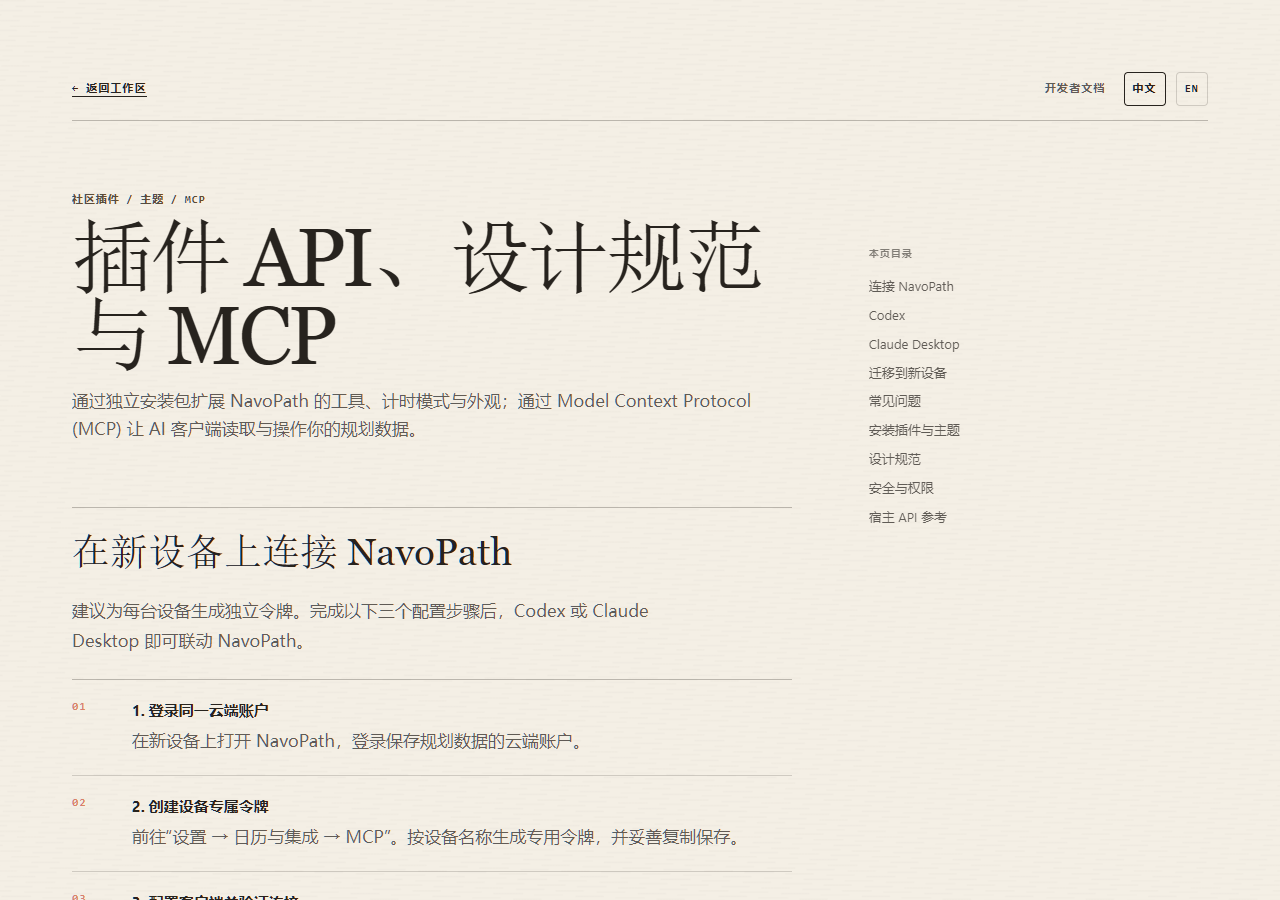 ← 返回工作区
开发者文档
中文
EN
社区插件 / 主题 / MCP
插件 API、设计规范
与 MCP
通过独立安装包扩展 NavoPath 的工具、计时模式与外观；通过 Model Context Protocol
(MCP) 让 AI 客户端读取与操作你的规划数据。
本页目录
连接 NavoPath
Codex
Claude Desktop
迁移到新设备
常见问题
安装插件与主题
设计规范
安全与权限
宿主 API 参考
在新设备上连接 NavoPath
建议为每台设备生成独立令牌。完成以下三个配置步骤后，Codex 或 Claude
Desktop 即可联动 NavoPath。
01
1. 登录同一云端账户
在新设备上打开 NavoPath，登录保存规划数据的云端账户。
02
2. 创建设备专属令牌
前往“设置 → 日历与集成 → MCP”。按设备名称生成专用令牌，并妥善复制保存。
03
3. 配置客户端并验证连接